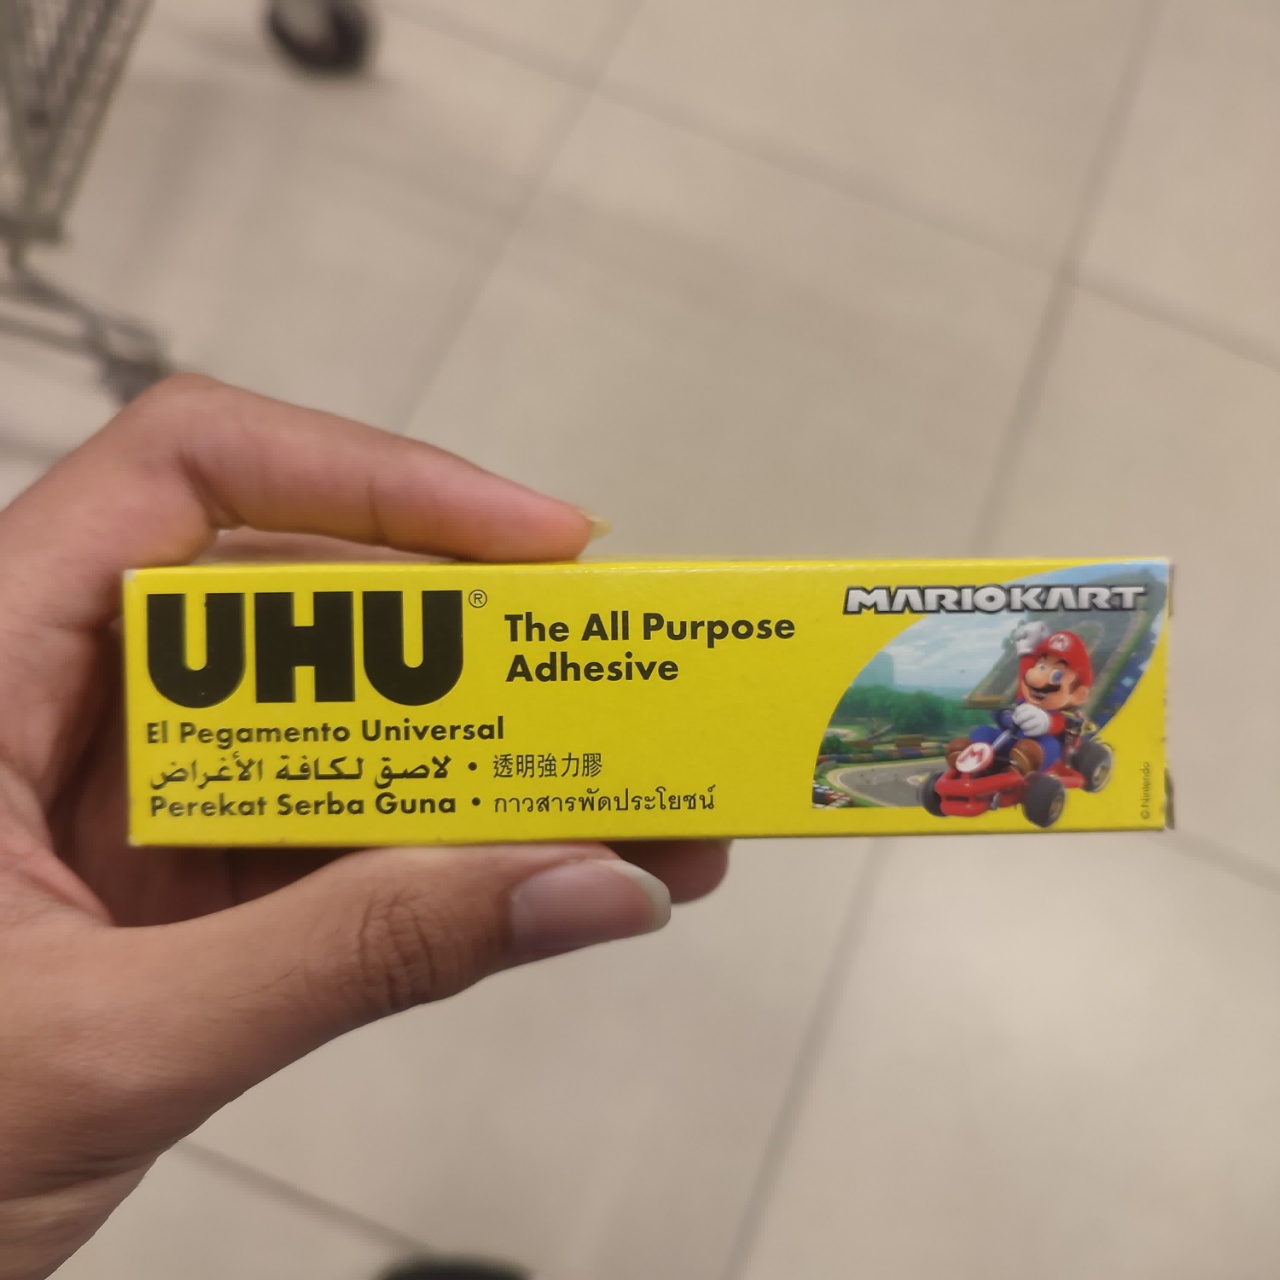 UHU®
The All Purpose
Adhesive
El Pegamento Universal
لاصق لكافة الأغراض • 透明強力膠
Perekat Serba Guna • กาวสารพัดประโยชน์
MARIOKART
M
M
© Nintendo